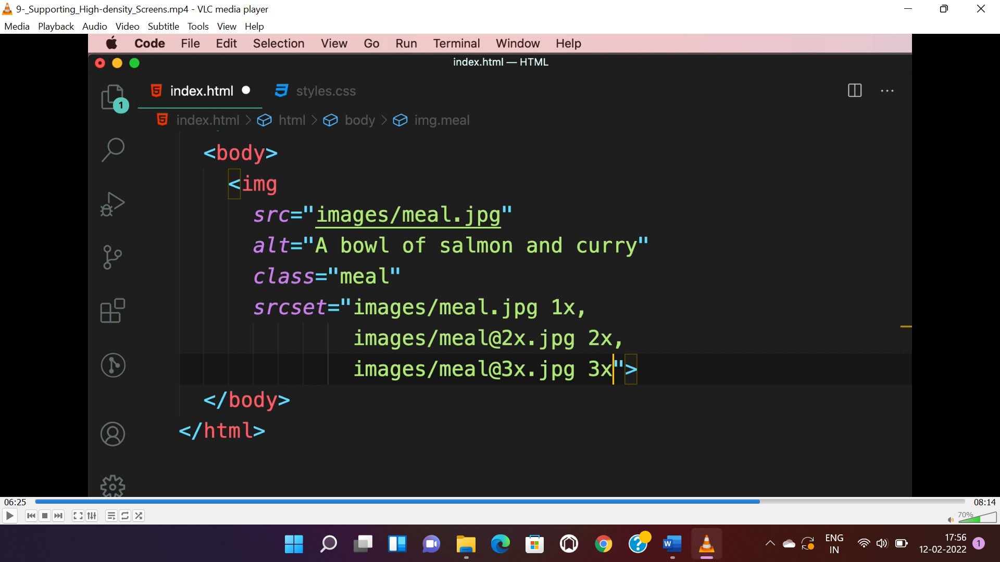 9-_Supporting_High-density_Screens.mp4 - VLC media player
Media Playback Audio Video Subtitle Tools View Help
Code File Edit Selection View Go Run Terminal Window Help
index.html — HTML
index.html styles.css
1
index.html > html > body > img.meal
<body>
<img
src="images/meal.jpg"
alt="A bowl of salmon and curry"
class="meal"
srcset="images/meal.jpg 1x,
images/meal@2x.jpg 2x,
images/meal@3x.jpg 3x">
</body>
</html>
06:25 08:14
70%
ENG 17:56
IN 12-02-2022 1